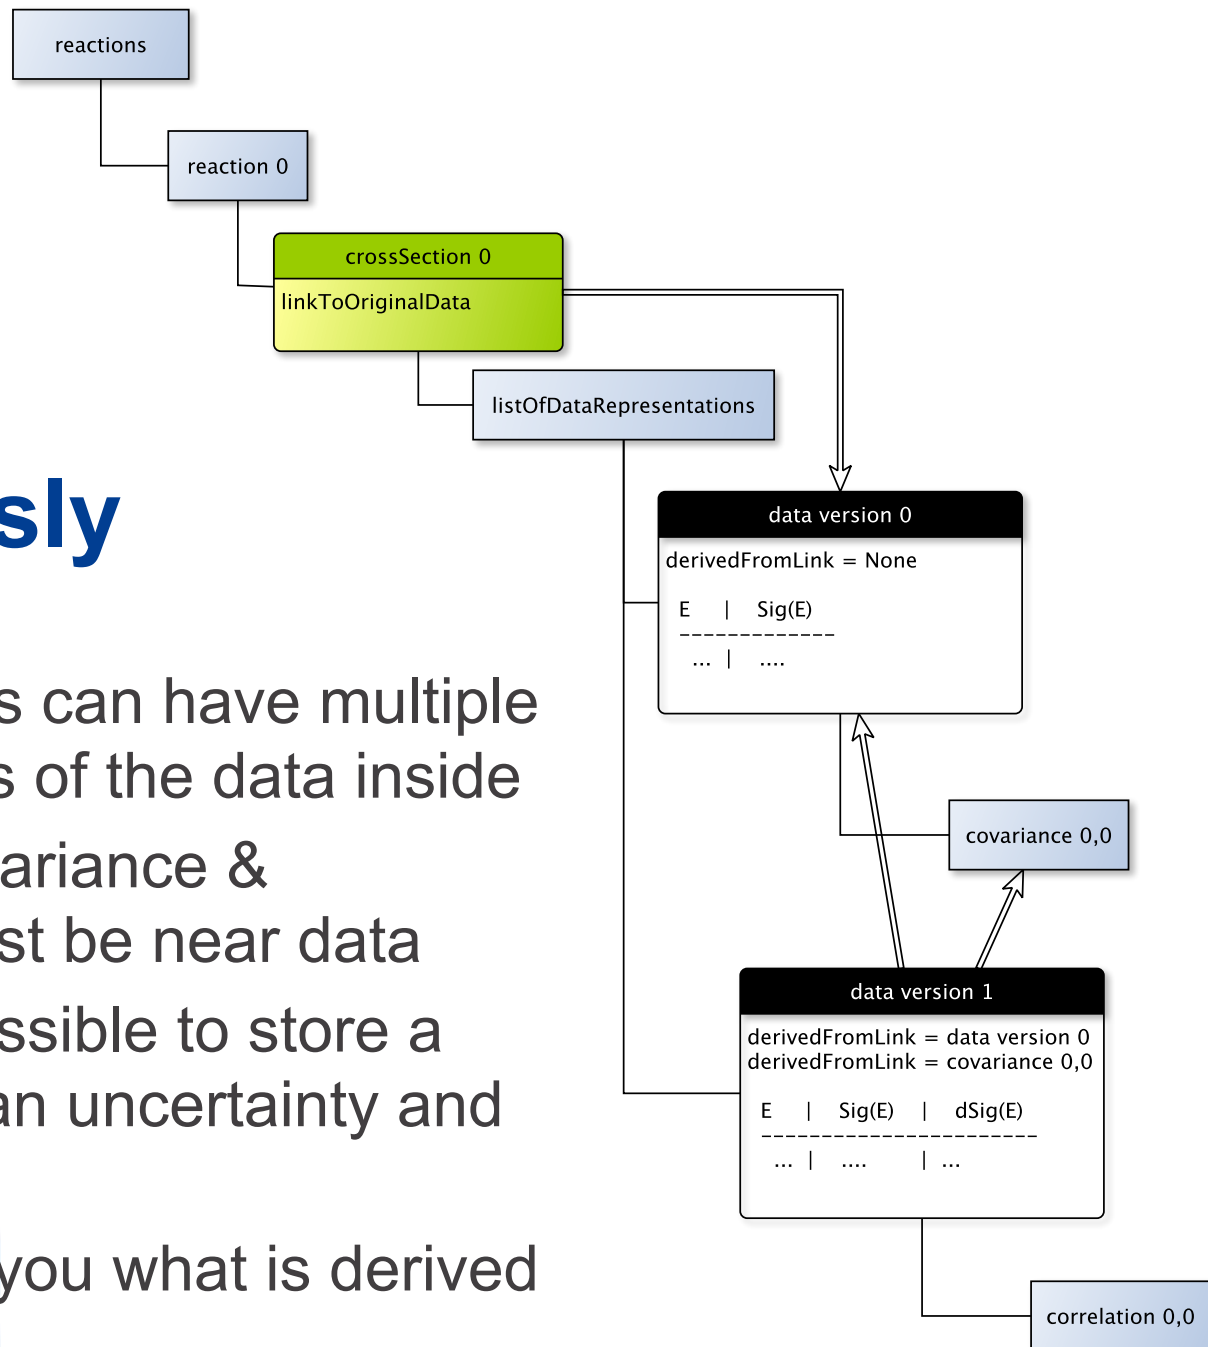 reactions
reaction 0
crossSection 0
linkToOriginalData
listOfDataRepresentations
data version 0
derivedFromLink = None
E | Sig(E)
-------------
... | ....
covariance 0,0
data version 1
derivedFromLink = data version 0
derivedFromLink = covariance 0,0
E | Sig(E) | dSig(E)
-----------------------
... | .... | ...
correlation 0,0
sly
s can have multiple
s of the data inside
ariance &
st be near data
ssible to store a
an uncertainty and
you what is derived